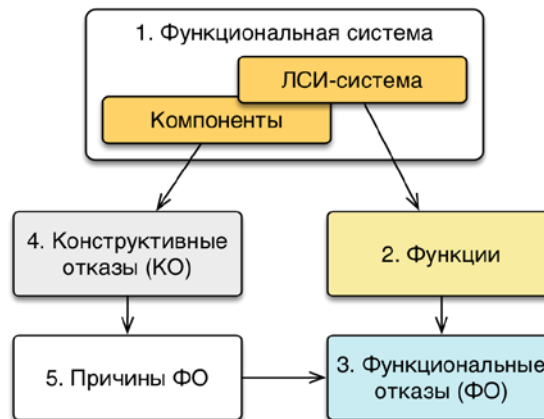 1. Функциональная система
ЛСИ-система
Компоненты
4. Конструктивные
отказы (КО)
2. Функции
5. Причины ФО
3. Функциональные
отказы (ФО)